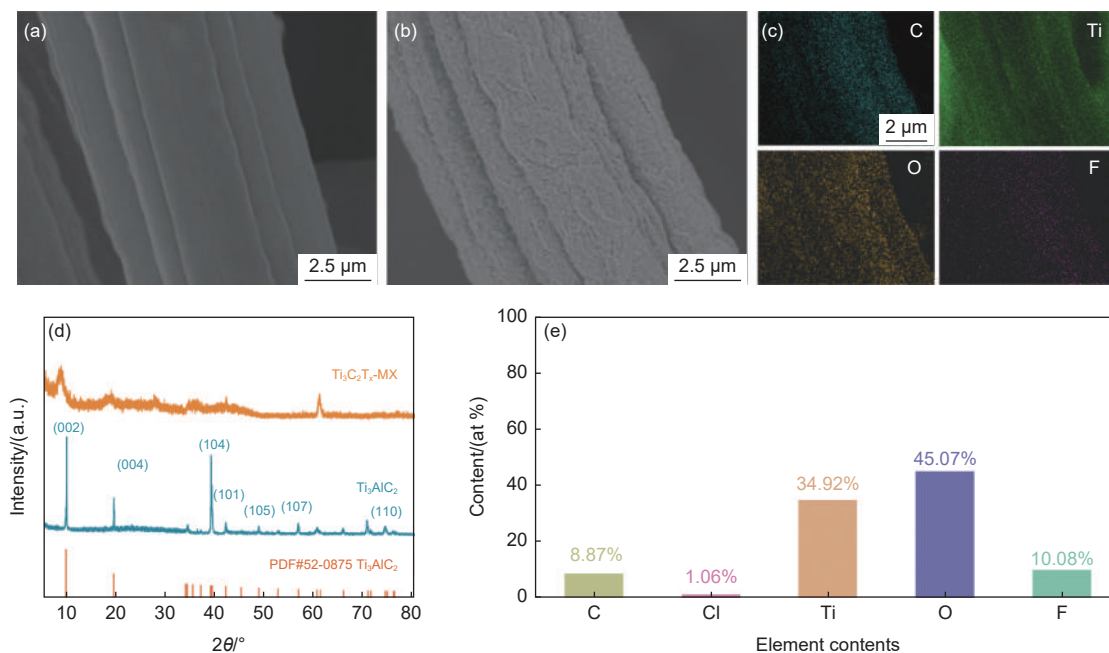 (a)
2.5 μm
(b)
2.5 μm
(c)
C
2 μm
Ti
O
F
(d)
Intensity/(a.u.)
Ti₃C₂Tₓ-MX
(002)
(004)
(104)
(101)
(105)
(107)
(110)
Ti₃AlC₂
PDF#52-0875 Ti₃AlC₂
10 20 30 40 50 60 70 80
2θ/°
(e)
Content/(at %)
100
80
60
40
20
0
8.87%
1.06%
34.92%
45.07%
10.08%
C Cl Ti O F
Element contents